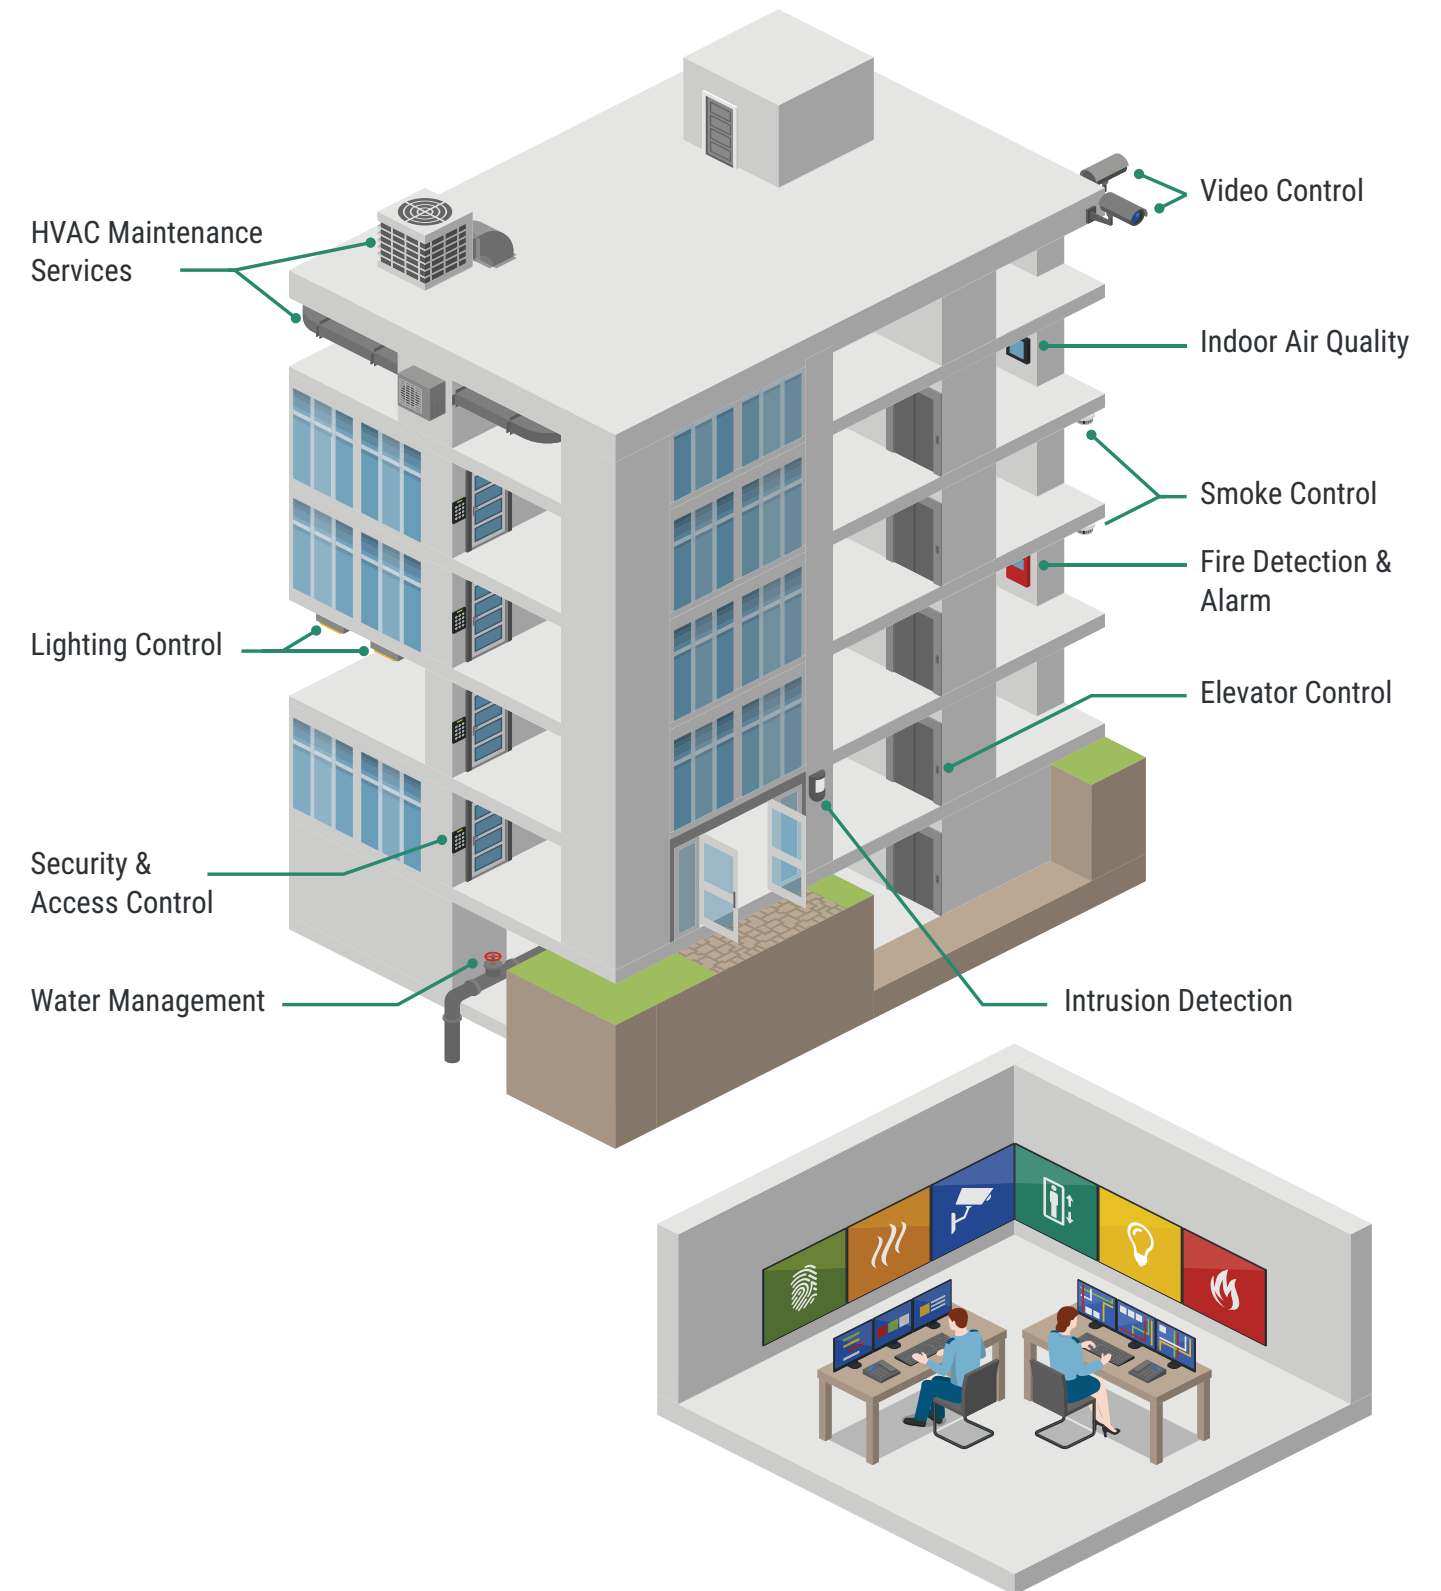 HVAC Maintenance
Services
Lighting Control
Security &
Access Control
Water Management
Video Control
Indoor Air Quality
Smoke Control
Fire Detection &
Alarm
Elevator Control
Intrusion Detection